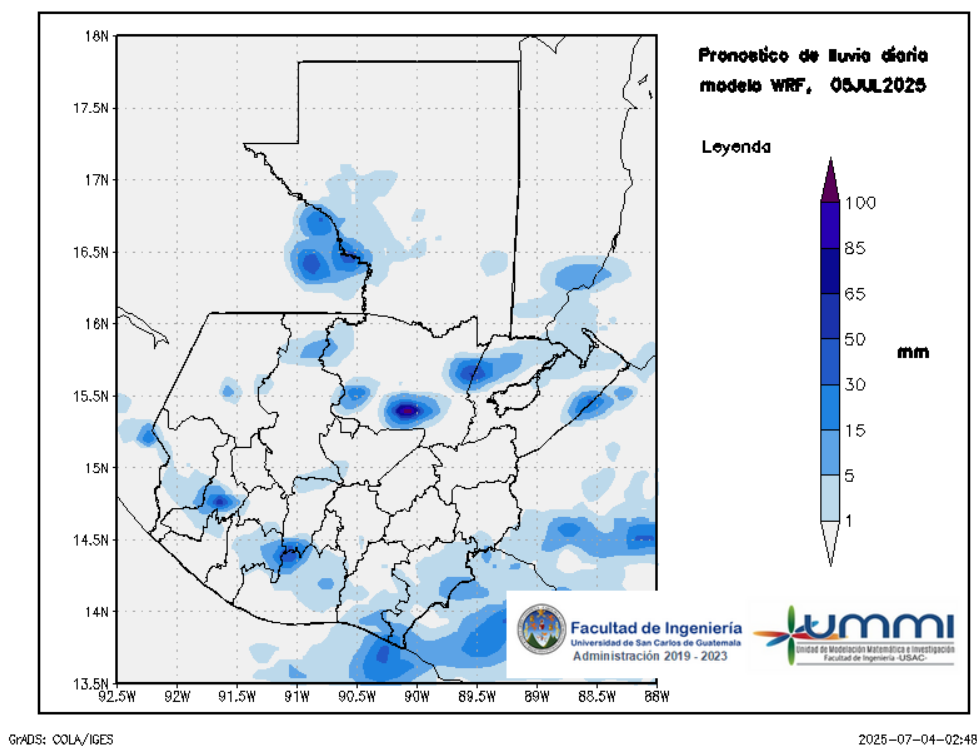 Pronostico de lluvia diaria
modelo WRF, 05JUL2025
Leyenda
100
85
65
50
30
15
5
1
mm
18N
17.5N
17N
16.5N
16N
15.5N
15N
14.5N
14N
13.5N
92.5W
92W
91.5W
91W
90.5W
90W
89.5W
89W
88.5W
88W
Facultad de Ingeniería
Universidad de San Carlos de Guatemala
Administración 2019 - 2023
ummi
Unidad de Modelación Matemática e Investigación
Facultad de Ingeniería -USAC-
GrADS: COLA/IGES
2025-07-04-02:48